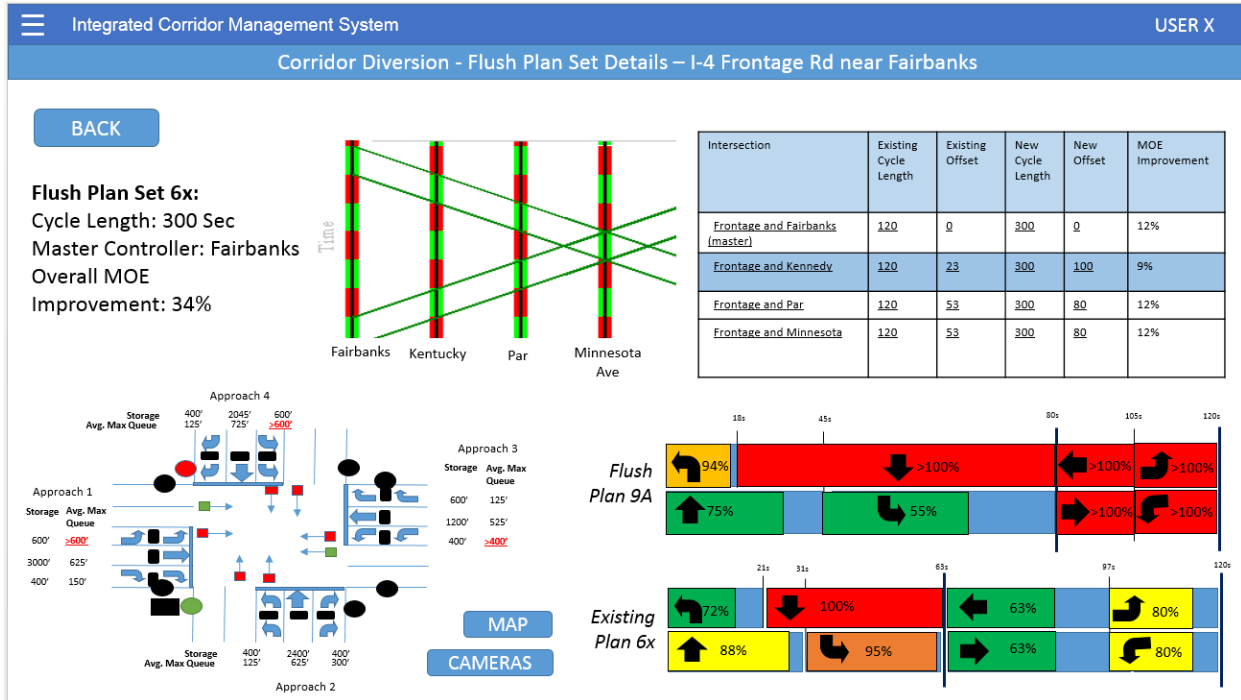 Integrated Corridor Management System
USER X
Corridor Diversion - Flush Plan Set Details – I-4 Frontage Rd near Fairbanks
BACK
Flush Plan Set 6x:
Cycle Length: 300 Sec
Master Controller: Fairbanks
Overall MOE
Improvement: 34%
Time
Fairbanks Kentucky Par Minnesota
Ave
Intersection Existing Cycle Length Existing Offset New Cycle Length New Offset MOE Improvement
Frontage and Fairbanks (master) 120 0 300 0 12%
Frontage and Kennedy 120 23 300 100 9%
Frontage and Par 120 53 300 80 12%
Frontage and Minnesota 120 53 300 80 12%
Approach 4
Storage 400' 2045' 600'
Avg. Max Queue 125' 725' >600'
Approach 3
Storage Avg. Max
Queue
600' 125'
1200' 525'
400' >400'
Approach 1
Storage Avg. Max
Queue
600' >600'
3000' 625'
400' 150'
Storage 400' 2400' 400'
Avg. Max Queue 125' 625' 300'
Approach 2
MAP
CAMERAS
18s 45s 80s 105s 120s
Flush
Plan 9A
94% >100% >100% >100%
75% 55% >100% >100%
21s 31s 63s 97s 120s
Existing
Plan 6x
72% 100% 63% 80%
88% 95% 63% 80%